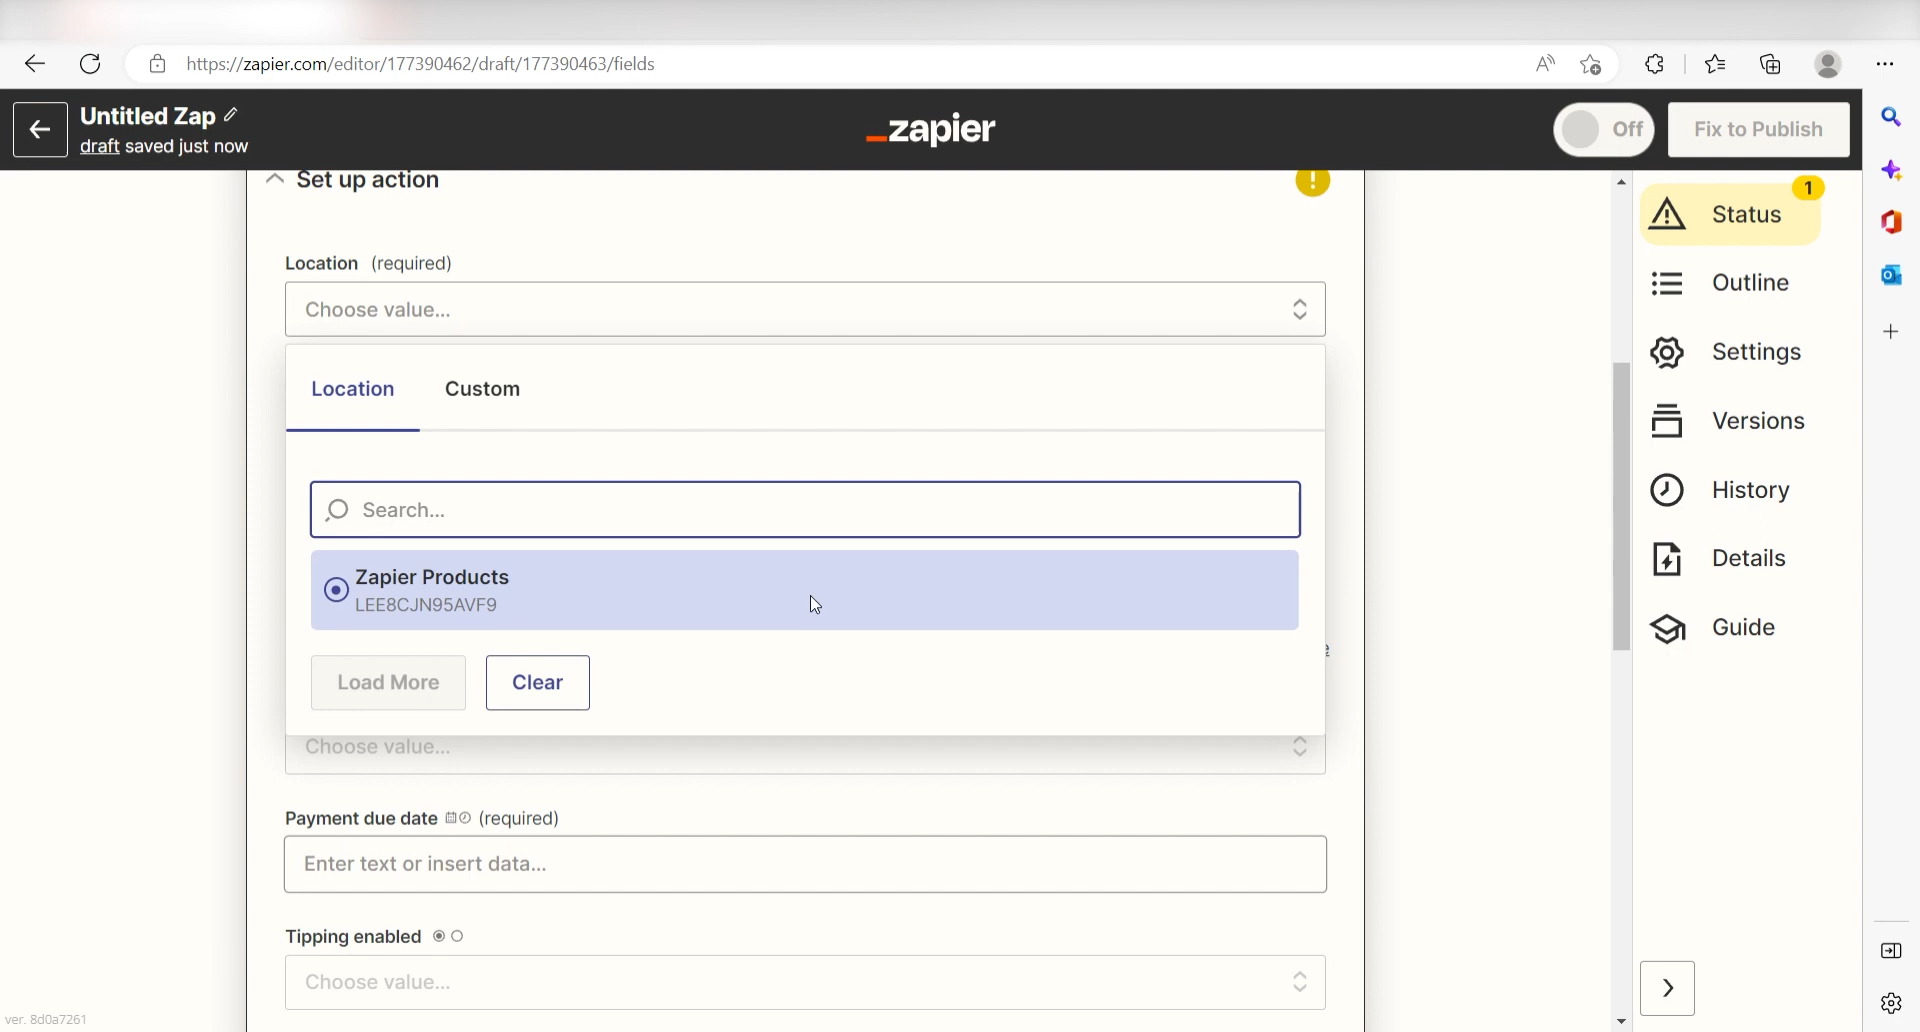 https://zapier.com/editor/177390462/draft/177390463/fields
Untitled Zap
draft saved just now
_zapier
Off
Fix to Publish
Set up action
Location (required)
Choose value...
Location
Custom
Search...
Zapier Products
LEE8CJN95AVF9
Load More
Clear
Choose value...
Payment due date (required)
Enter text or insert data...
Tipping enabled
Choose value...
ver. 8d0a7261
1
Status
Outline
Settings
Versions
History
Details
Guide